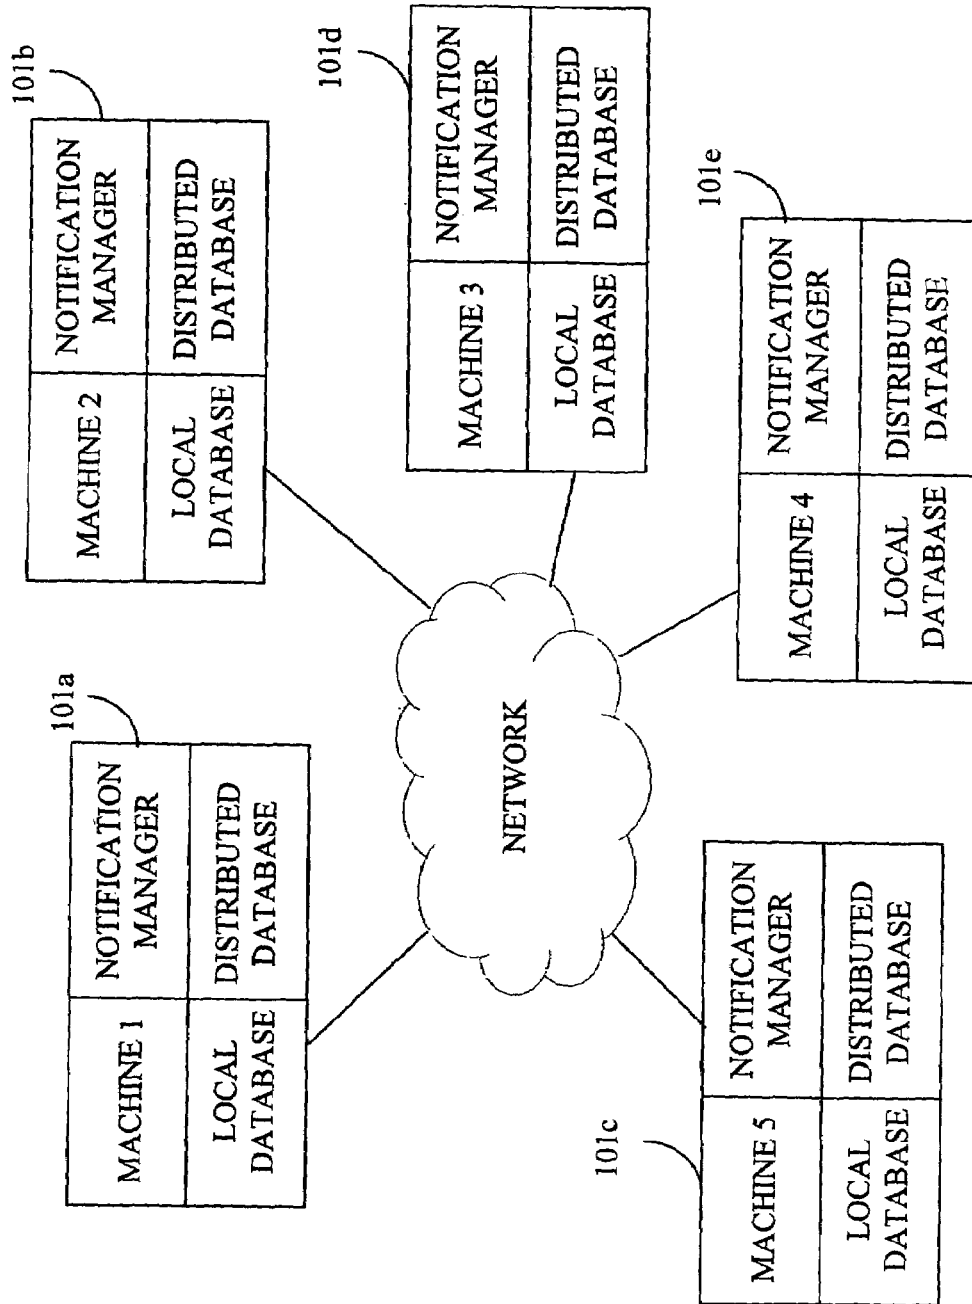 101a
MACHINE 1
NOTIFICATION
MANAGER
LOCAL
DATABASE
DISTRIBUTED
DATABASE
101b
MACHINE 2
NOTIFICATION
MANAGER
LOCAL
DATABASE
DISTRIBUTED
DATABASE
101d
MACHINE 3
NOTIFICATION
MANAGER
LOCAL
DATABASE
DISTRIBUTED
DATABASE
NETWORK
101c
MACHINE 5
NOTIFICATION
MANAGER
LOCAL
DATABASE
DISTRIBUTED
DATABASE
101e
MACHINE 4
NOTIFICATION
MANAGER
LOCAL
DATABASE
DISTRIBUTED
DATABASE